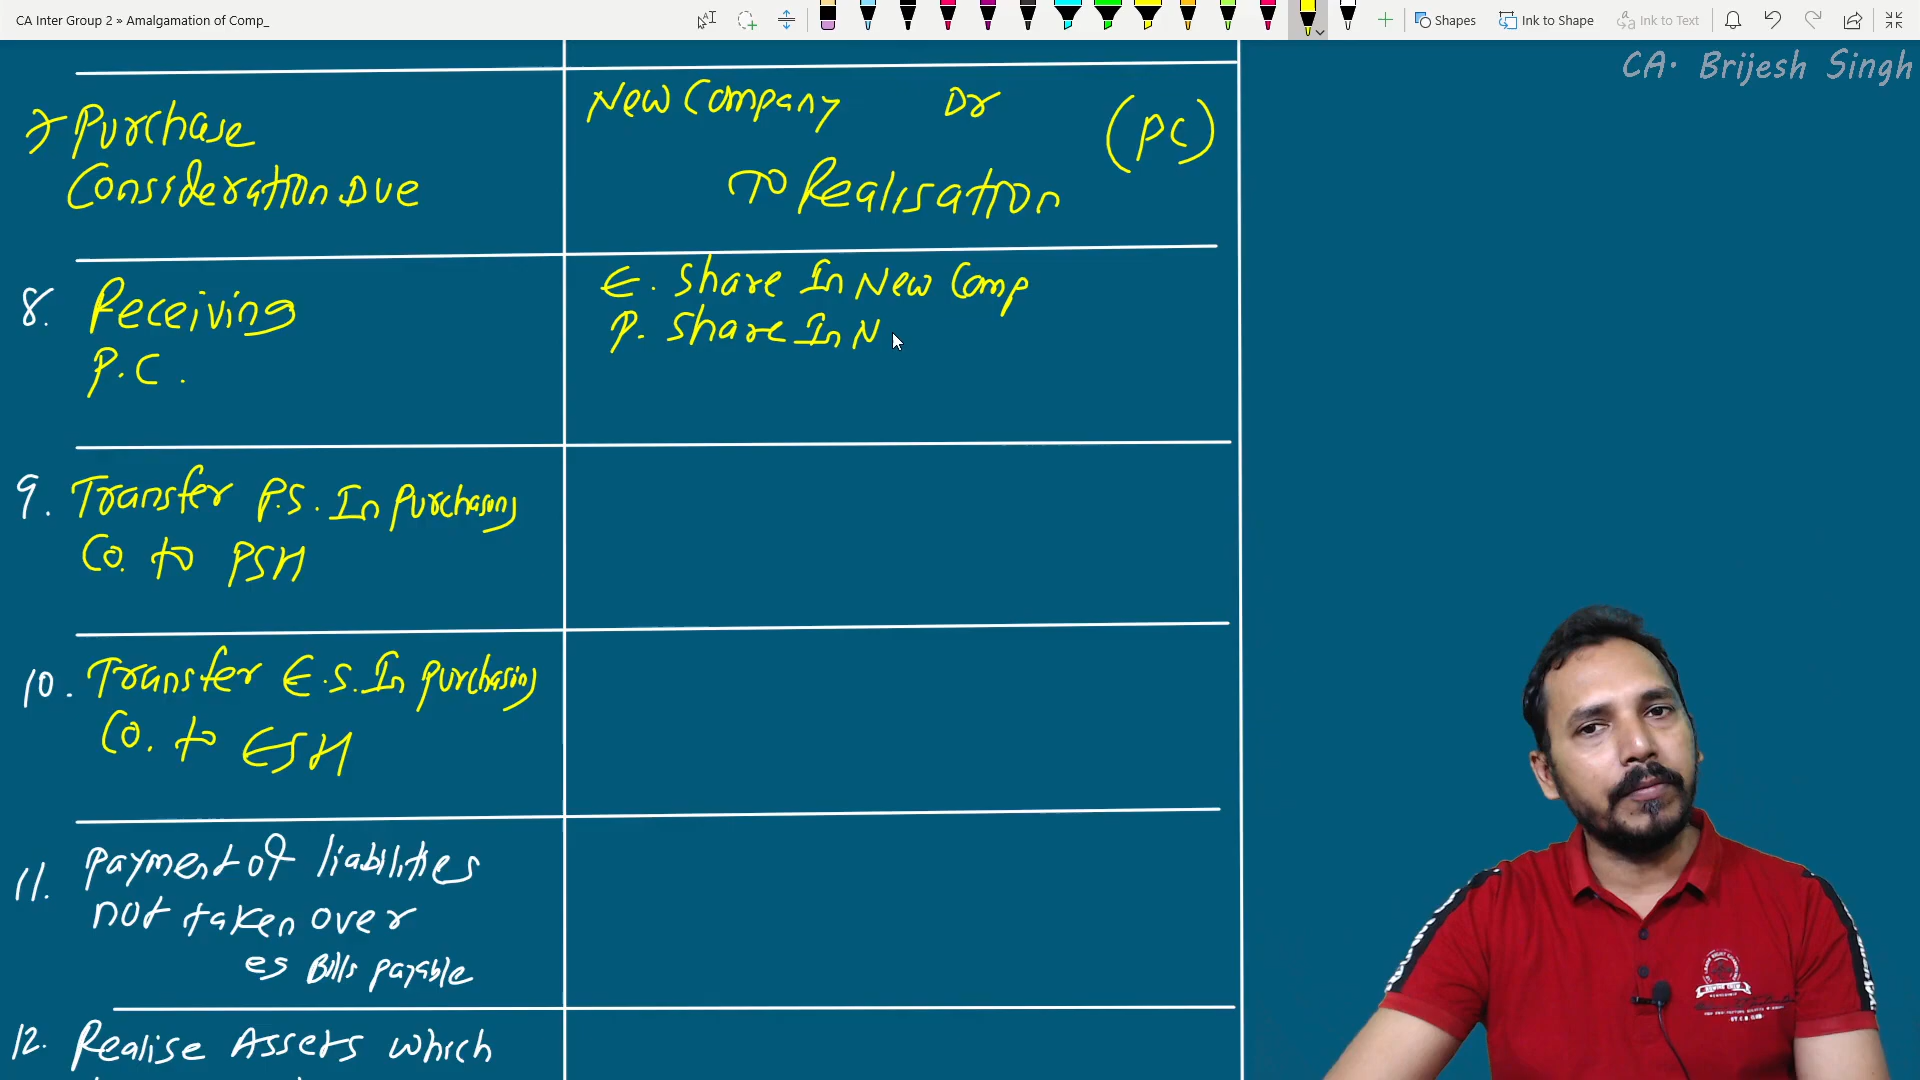 CA Inter Group 2 » Amalgamation of Comp_
Shapes
Ink to Shape
Ink to Text
CA. Brijesh Singh
7 Purchase
Consideration Due
New Company Dr
To Realisation
(PC)
8. Receiving
P.C.
E. Share In New Comp
P. Share In N
9. Transfer P.S. In purchasing
Co. to PSH
10. Transfer E.S. In purchasing
Co. to ESH
11. payment of liabilities
not taken over
eg Bills payable
12. Realise Assets which